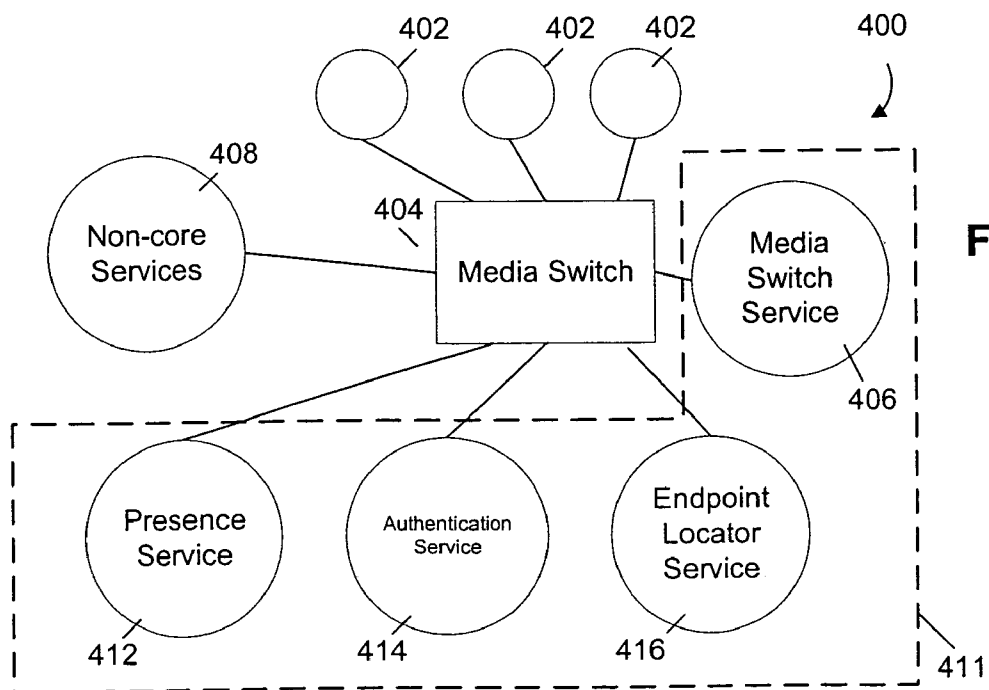 402
402
402
400
408
Non-core
Services
404
Media Switch
Media
Switch
Service
F
406
Presence
Service
Authentication
Service
Endpoint
Locator
Service
412
414
416
411